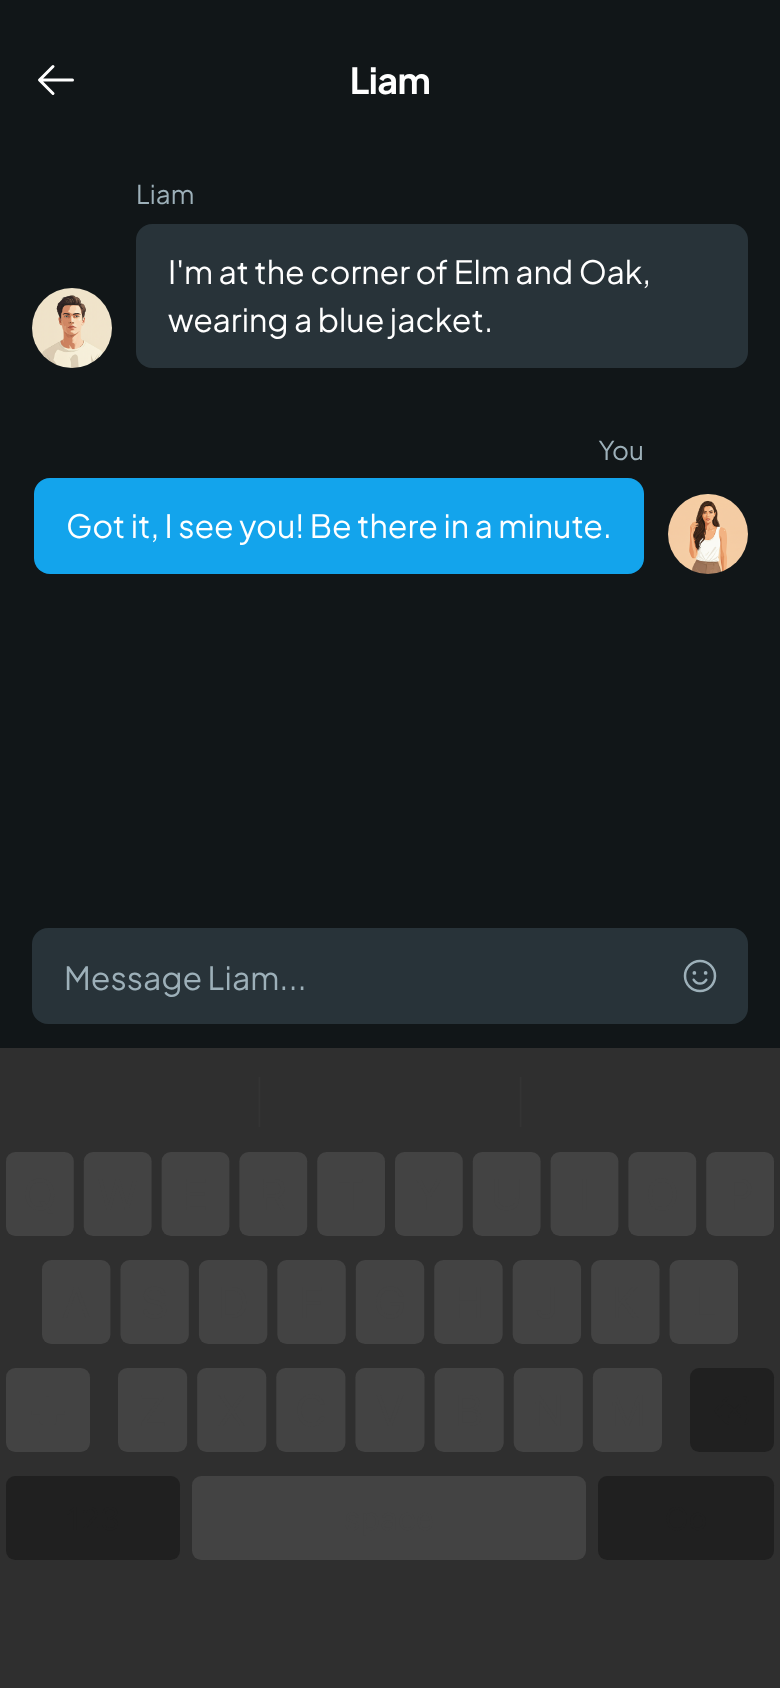 Liam
Liam
I'm at the corner of Elm and Oak,
wearing a blue jacket.
You
Got it, I see you! Be there in a minute.
Message Liam...